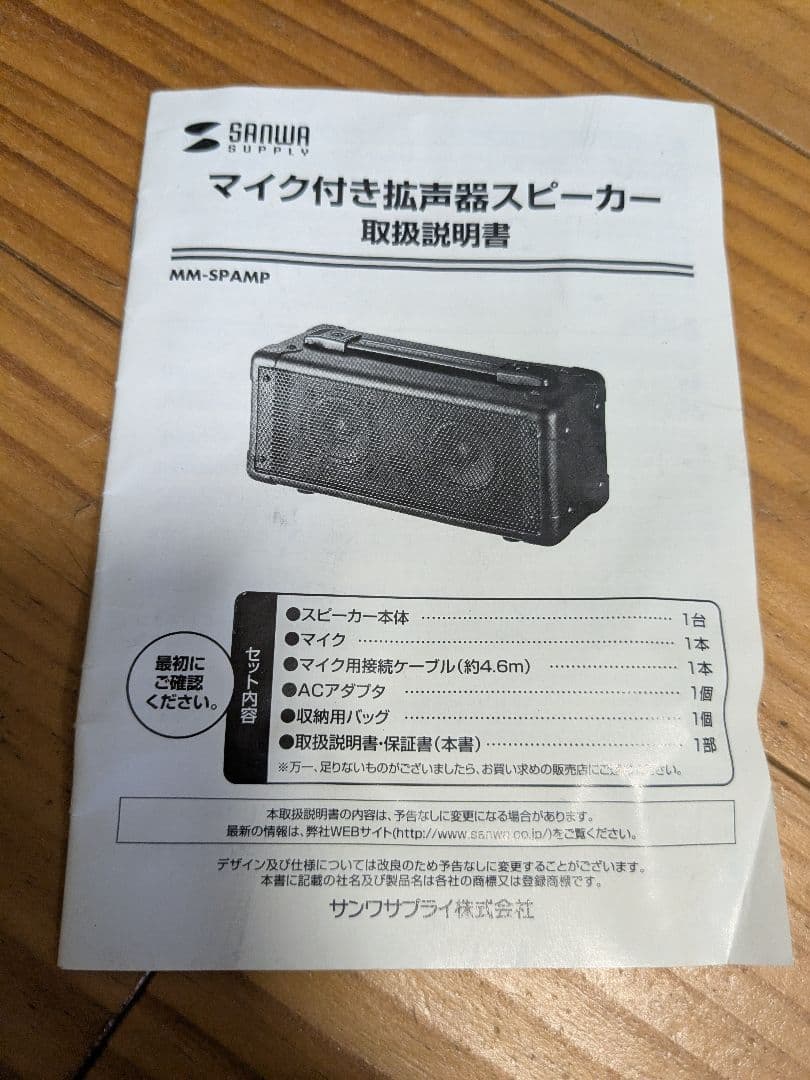 SANWA
SUPPLY
マイク付き拡声器スピーカー
取扱説明書
MM-SPAMP
最初に
ご確認
ください。
セット内容
●スピーカー本体 1台
●マイク 1本
●マイク用接続ケーブル(約4.6m) 1本
●ACアダプタ 1個
●収納用バッグ 1個
●取扱説明書・保証書(本書) 1部
※万一、足りないものがございましたら、お買い求めの販売店にご連絡ください。
本取扱説明書の内容は、予告なしに変更になる場合があります。
最新の情報は、弊社WEBサイト(http://www.sanwa.co.jp/)をご覧ください。
デザイン及び仕様については改良のため予告なしに変更することがございます。
本書に記載の社名及び製品名は各社の商標又は登録商標です。
サンワサプライ株式会社